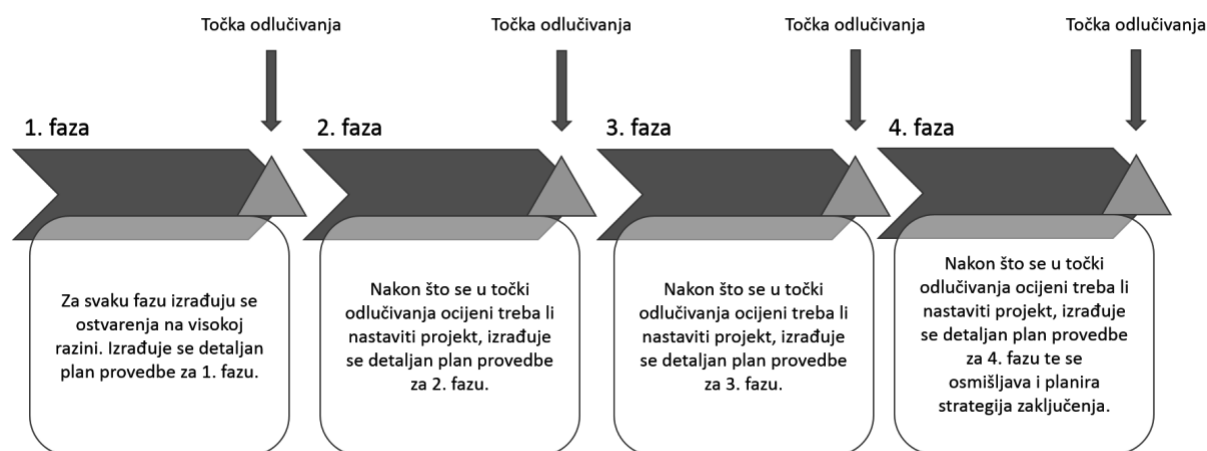 Točka odlučivanja
Točka odlučivanja
Točka odlučivanja
Točka odlučivanja
1. faza
2. faza
3. faza
4. faza
Za svaku fazu izrađuju se
ostvarenja na visokoj
razini. Izrađuje se detaljan
plan provedbe za 1. fazu.
Nakon što se u točki
odlučivanja ocijeni treba li
nastaviti projekt, izrađuje
se detaljan plan provedbe
za 2. fazu.
Nakon što se u točki
odlučivanja ocijeni treba li
nastaviti projekt, izrađuje
se detaljan plan provedbe
za 3. fazu.
Nakon što se u točki
odlučivanja ocijeni treba li
nastaviti projekt, izrađuje
se detaljan plan provedbe
za 4. fazu te se
osmišljava i planira
strategija zaključenja.